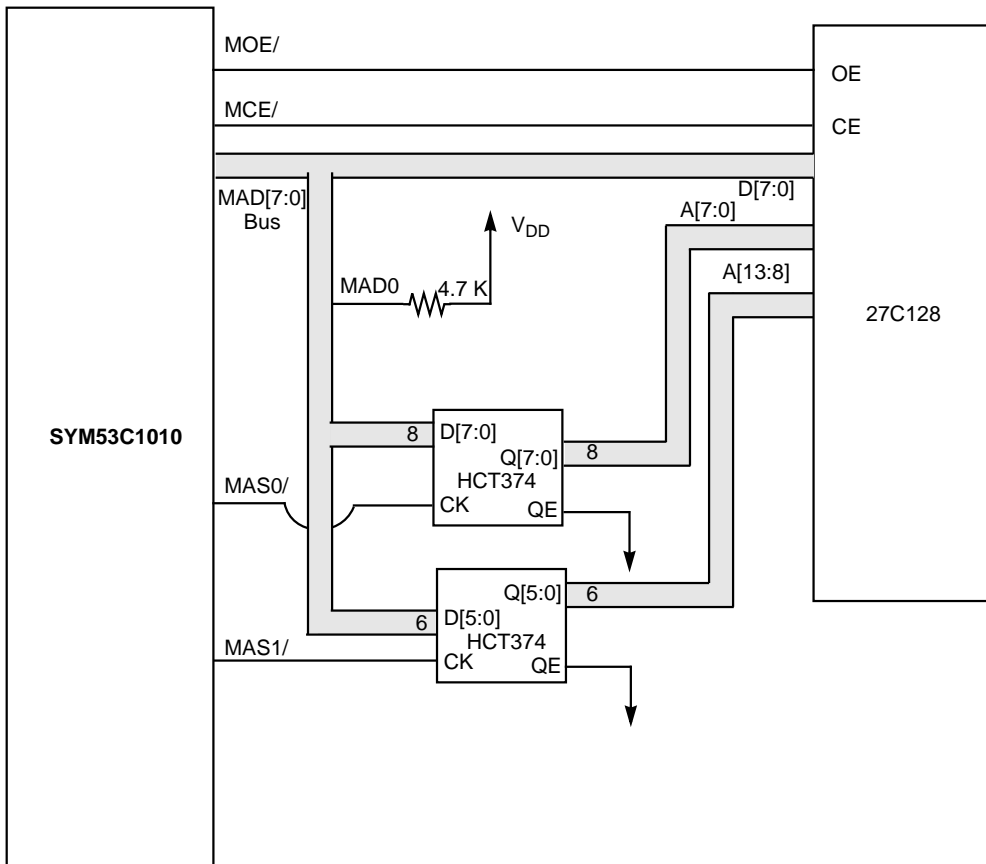 MOE/
OE
MCE/
CE
MAD[7:0]
Bus
D[7:0]
A[7:0]
VDD
A[13:8]
MAD0
4.7 K
27C128
SYM53C1010
8
D[7:0]
Q[7:0]
8
HCT374
MAS0/
CK
QE
Q[5:0]
6
6
D[5:0]
HCT374
MAS1/
CK
QE